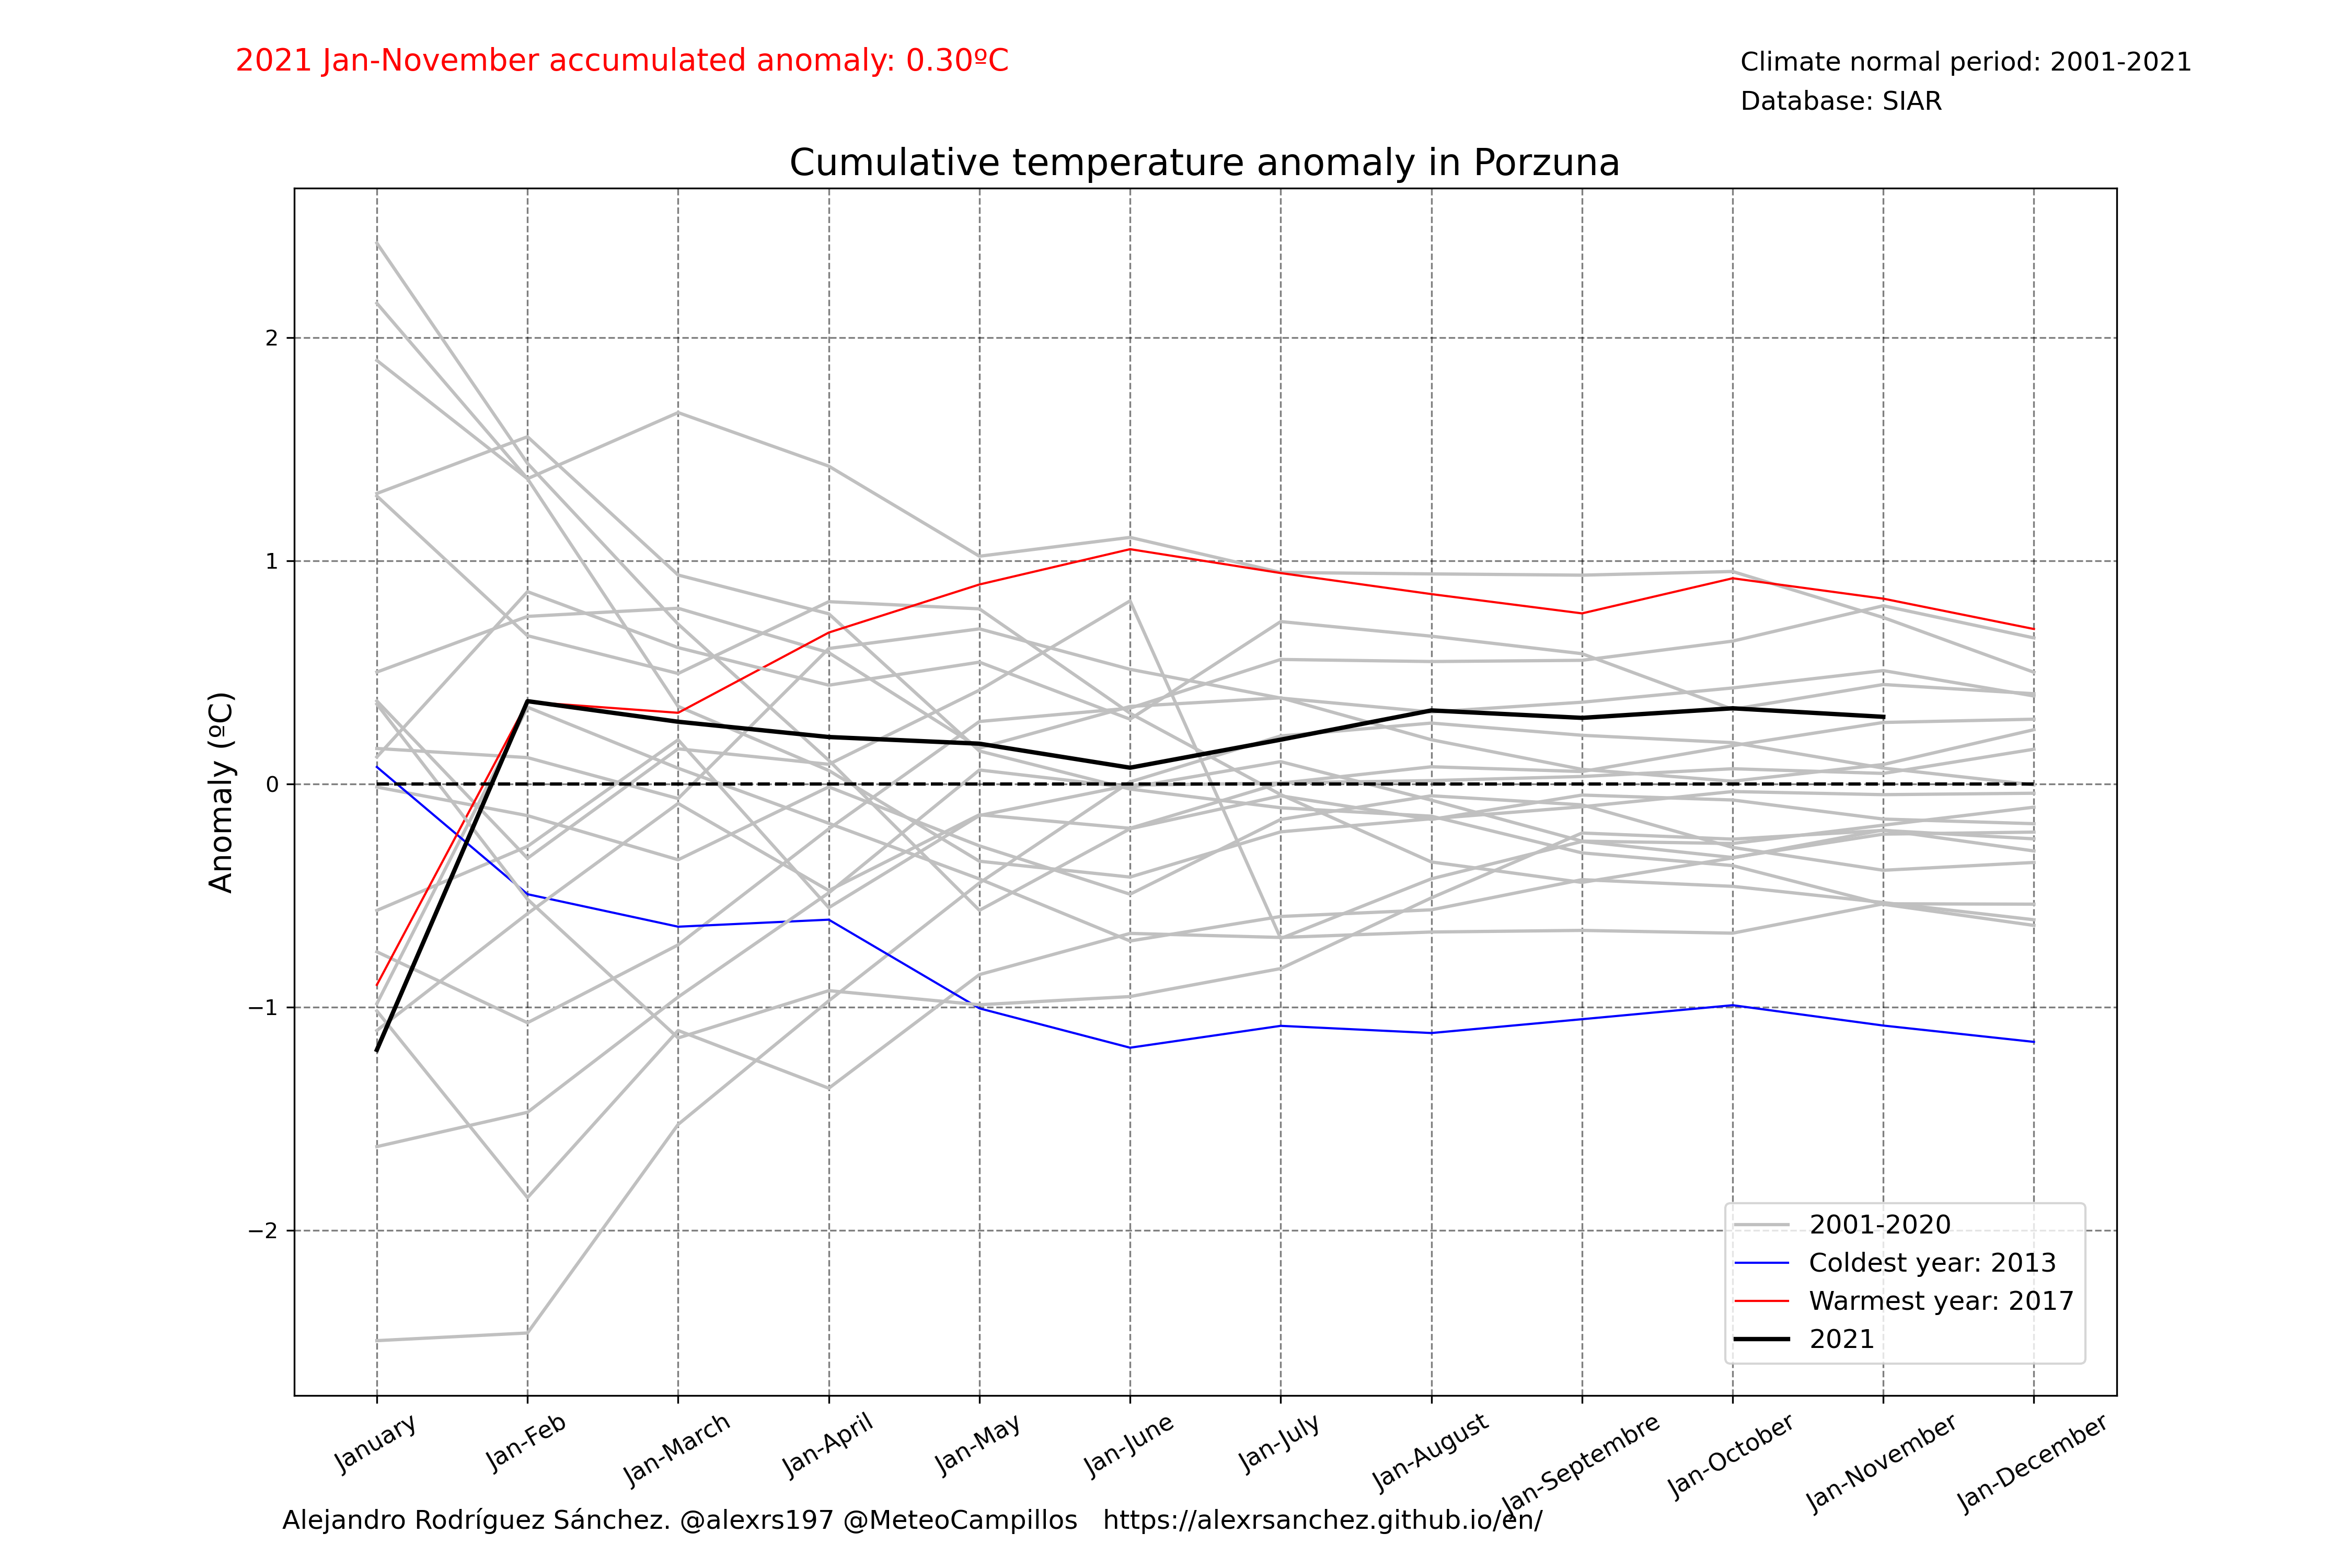 2021 Jan-November accumulated anomaly: 0.30ºC
Climate normal period: 2001-2021
Database: SIAR
Cumulative temperature anomaly in Porzuna
Anomaly (ºC)
2
1
0
−1
−2
2001-2020
Coldest year: 2013
Warmest year: 2017
2021
January
Jan-Feb
Jan-March
Jan-April
Jan-May
Jan-June
Jan-July
Jan-August
Jan-Septembre
Jan-October
Jan-November
Jan-December
Alejandro Rodríguez Sánchez. @alexrs197 @MeteoCampillos https://alexrsanchez.github.io/en/